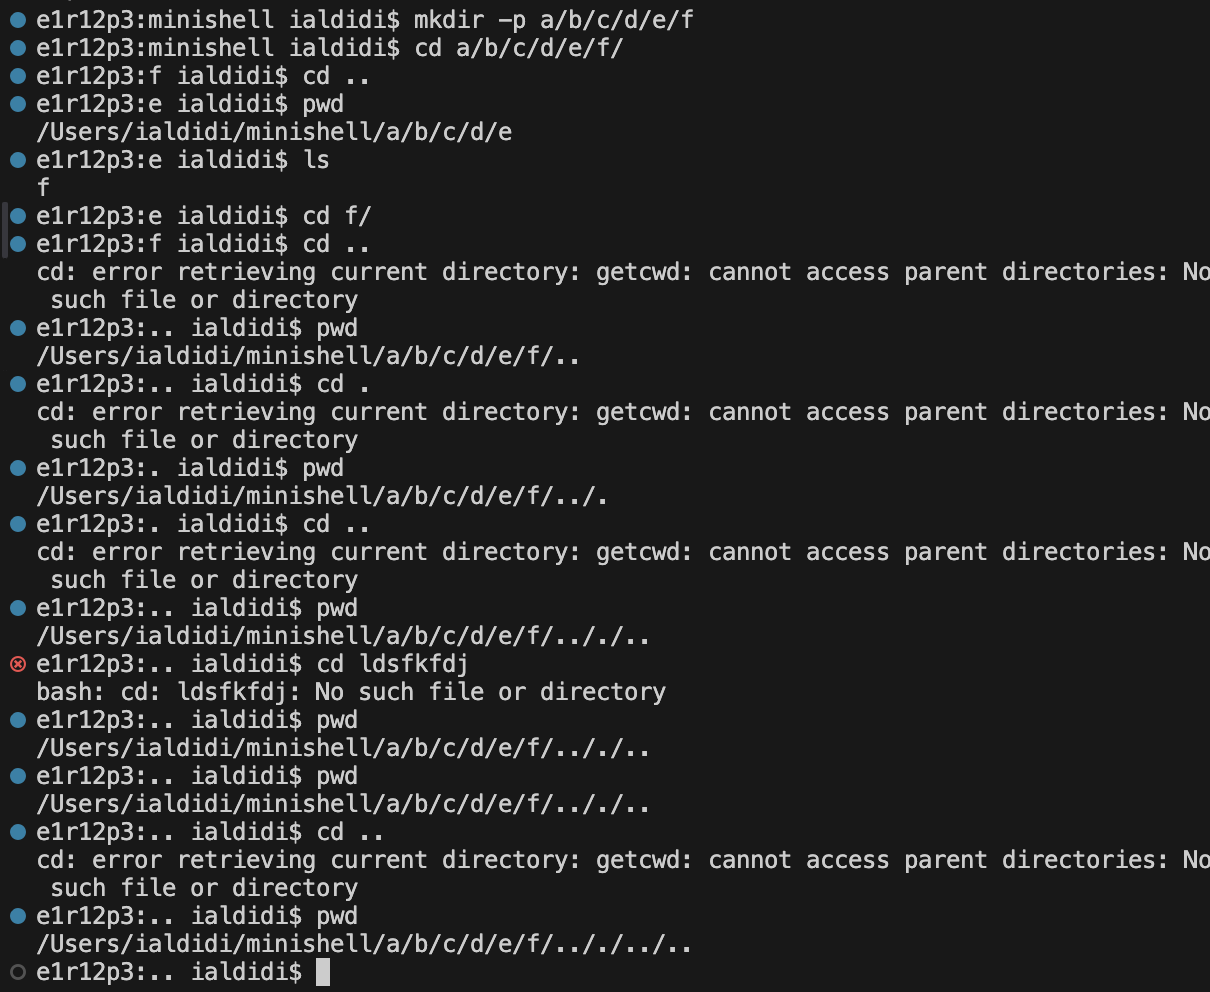 e1r12p3:minishell ialdidi$ mkdir -p a/b/c/d/e/f
e1r12p3:minishell ialdidi$ cd a/b/c/d/e/f/
e1r12p3:f ialdidi$ cd ..
e1r12p3:e ialdidi$ pwd
/Users/ialdidi/minishell/a/b/c/d/e
e1r12p3:e ialdidi$ ls
f
e1r12p3:e ialdidi$ cd f/
e1r12p3:f ialdidi$ cd ..
cd: error retrieving current directory: getcwd: cannot access parent directories: No
such file or directory
e1r12p3:.. ialdidi$ pwd
/Users/ialdidi/minishell/a/b/c/d/e/f/..
e1r12p3:.. ialdidi$ cd .
cd: error retrieving current directory: getcwd: cannot access parent directories: No
such file or directory
e1r12p3:. ialdidi$ pwd
/Users/ialdidi/minishell/a/b/c/d/e/f/../.
e1r12p3:. ialdidi$ cd ..
cd: error retrieving current directory: getcwd: cannot access parent directories: No
such file or directory
e1r12p3:.. ialdidi$ pwd
/Users/ialdidi/minishell/a/b/c/d/e/f/.././..
e1r12p3:.. ialdidi$ cd ldsfkfdj
bash: cd: ldsfkfdj: No such file or directory
e1r12p3:.. ialdidi$ pwd
/Users/ialdidi/minishell/a/b/c/d/e/f/.././..
e1r12p3:.. ialdidi$ pwd
/Users/ialdidi/minishell/a/b/c/d/e/f/.././..
e1r12p3:.. ialdidi$ cd ..
cd: error retrieving current directory: getcwd: cannot access parent directories: No
such file or directory
e1r12p3:.. ialdidi$ pwd
/Users/ialdidi/minishell/a/b/c/d/e/f/.././../..
e1r12p3:.. ialdidi$